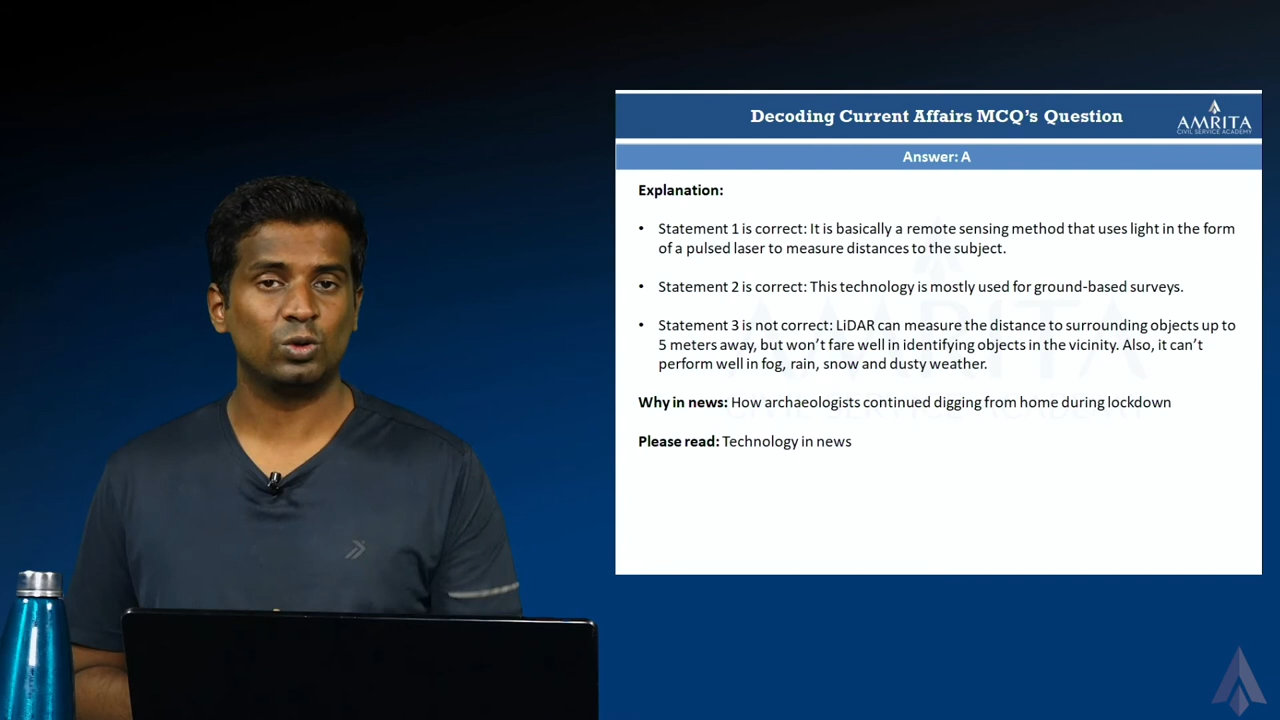 Decoding Current Affairs MCQ's Question
AMRITA
CIVIL SERVICE ACADEMY
Answer: A
Explanation:
• Statement 1 is correct: It is basically a remote sensing method that uses light in the form
of a pulsed laser to measure distances to the subject.
• Statement 2 is correct: This technology is mostly used for ground-based surveys.
• Statement 3 is not correct: LiDAR can measure the distance to surrounding objects up to
5 meters away, but won't fare well in identifying objects in the vicinity. Also, it can't
perform well in fog, rain, snow and dusty weather.
Why in news: How archaeologists continued digging from home during lockdown
Please read: Technology in news